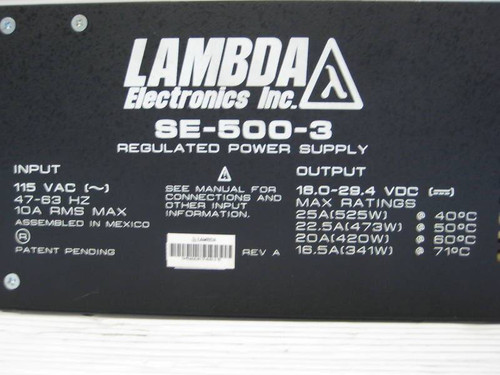 LAMBDA
Electronics Inc.
λ
SE-500-3
REGULATED POWER SUPPLY
INPUT
115 VAC (~)
47-63 HZ
10A RMS MAX
ASSEMBLED IN MEXICO
R
PATENT PENDING
SEE MANUAL FOR
CONNECTIONS AND
OTHER INPUT
INFORMATION.
REV A
OUTPUT
18.0-29.4 VDC (⎓)
MAX RATINGS
25A(525W) @ 40°C
22.5A(473W) @ 50°C
20A(420W) @ 60°C
16.5A(341W) @ 71°C